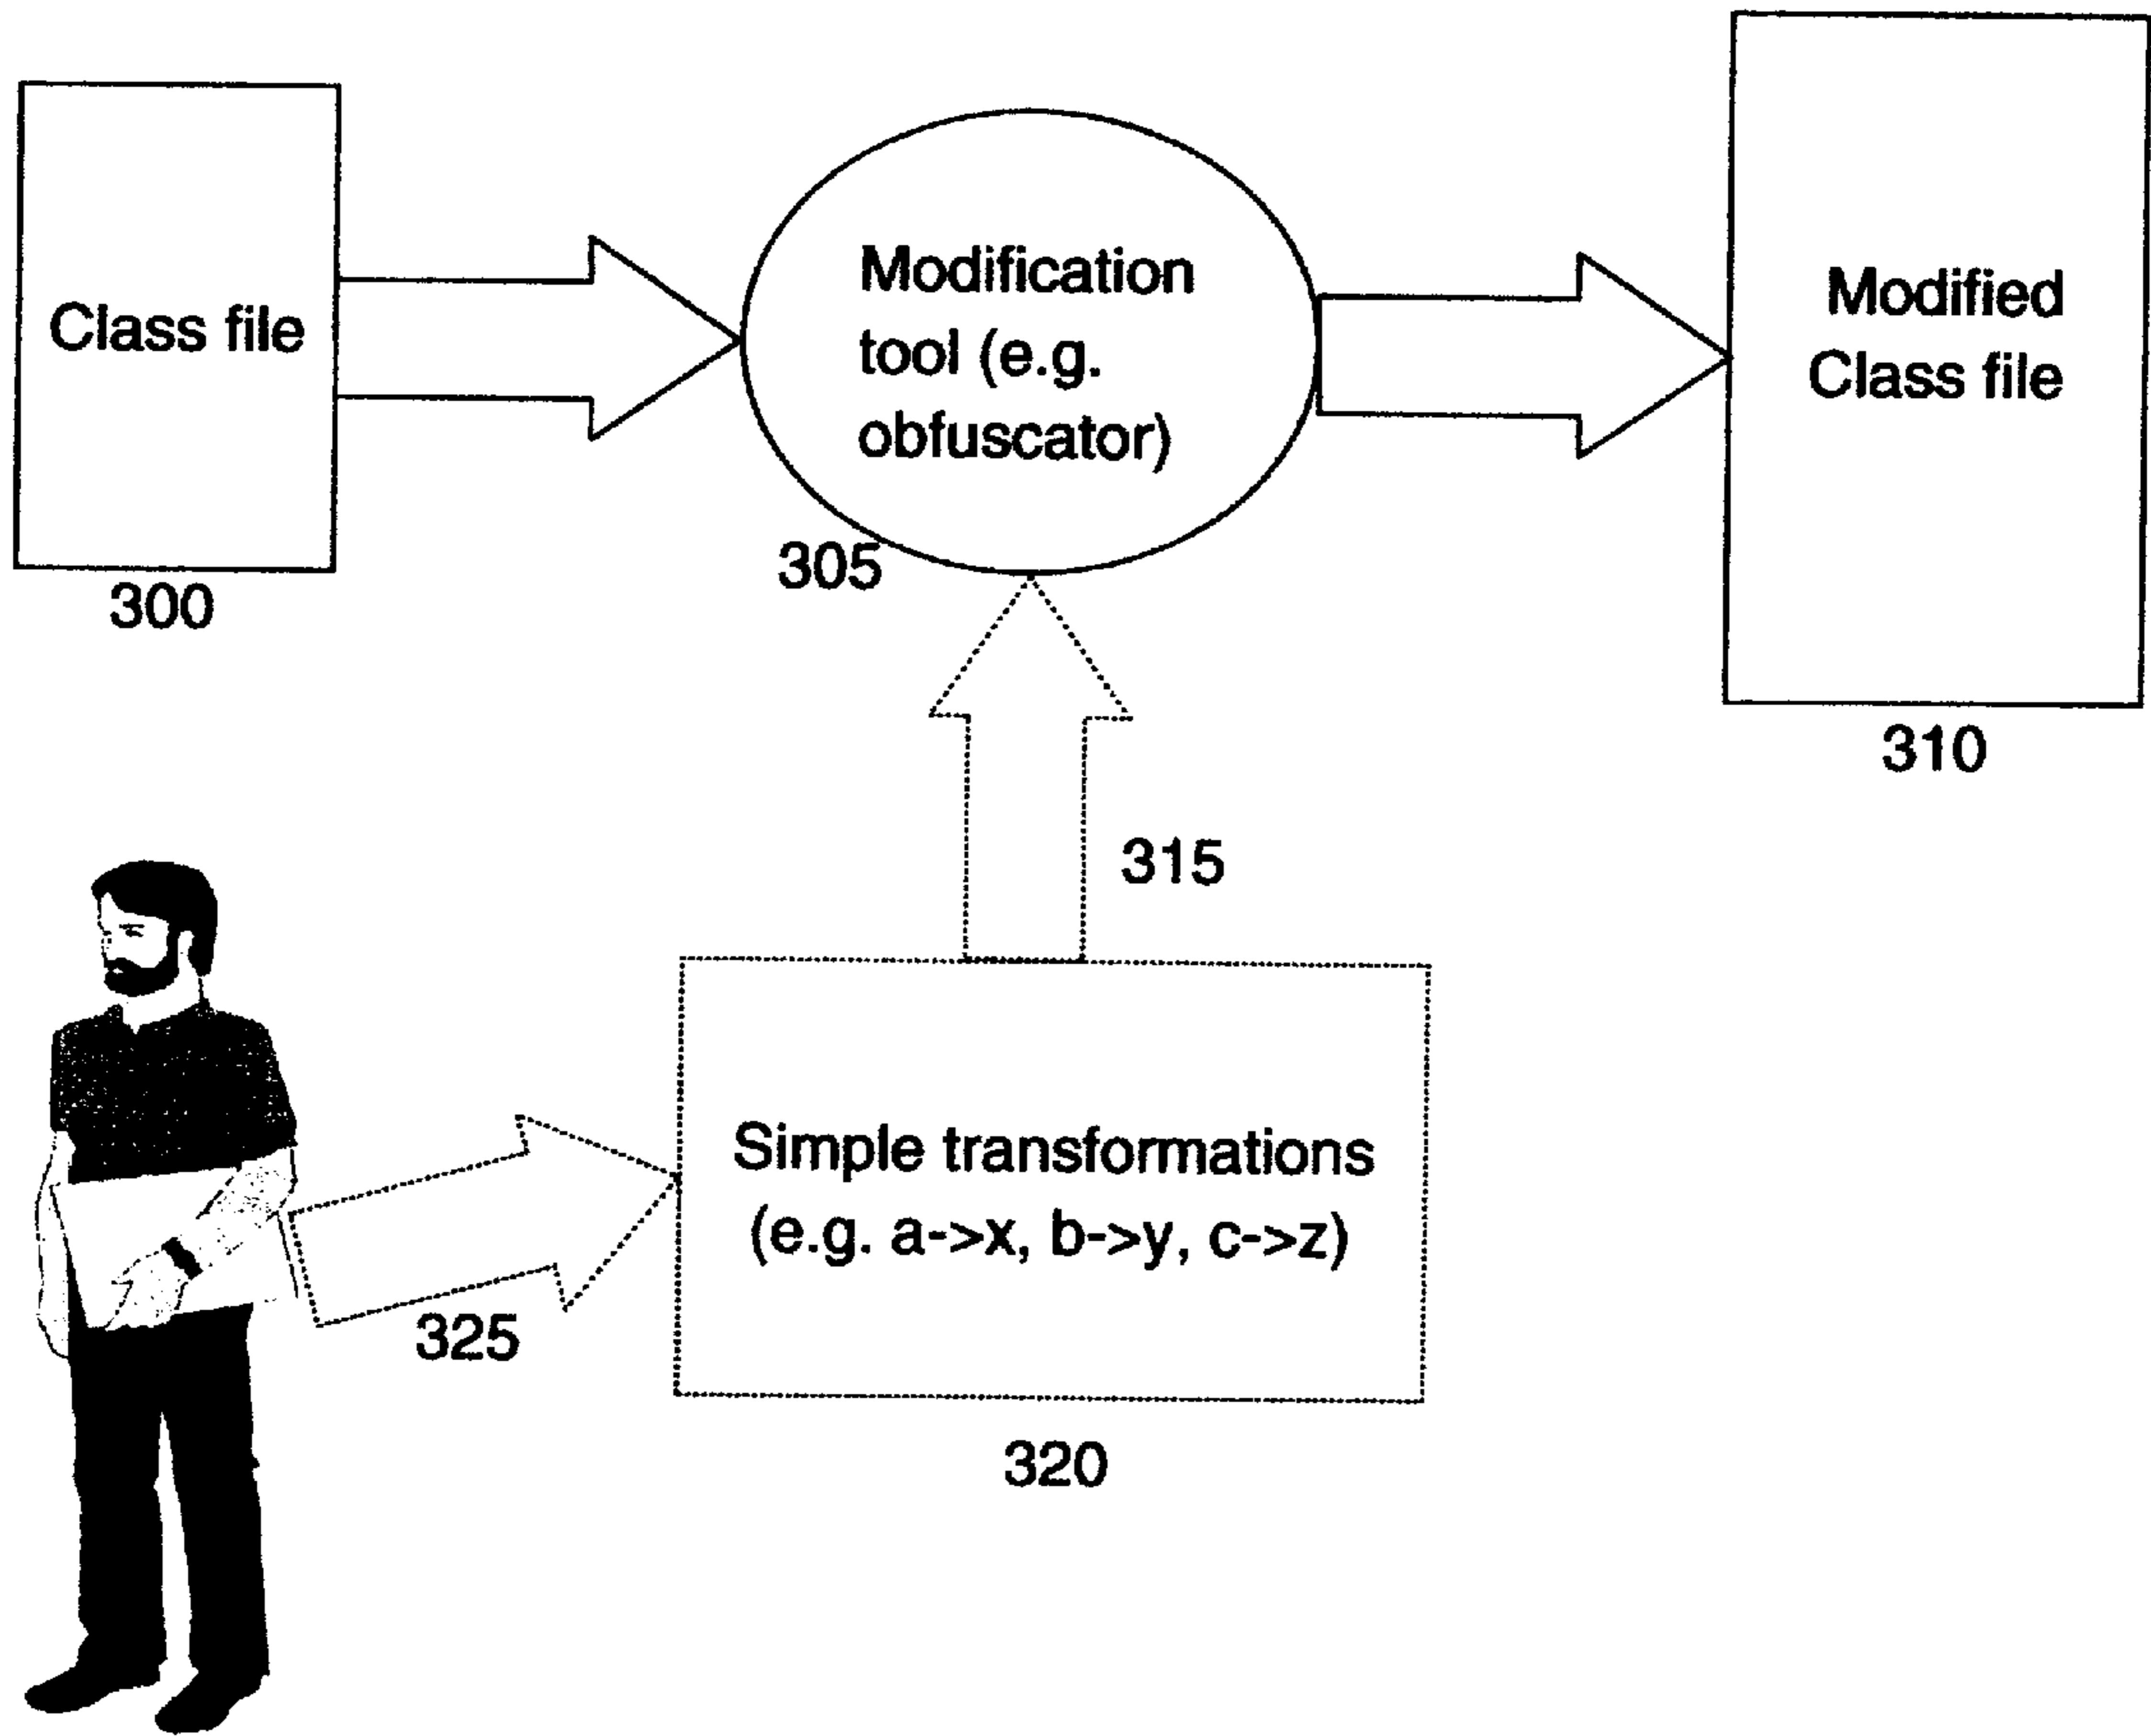 Class file
300
Modification
tool (e.g.
obfuscator)
305
Modified
Class file
310
315
325
Simple transformations
(e.g. a->x, b->y, c->z)
320